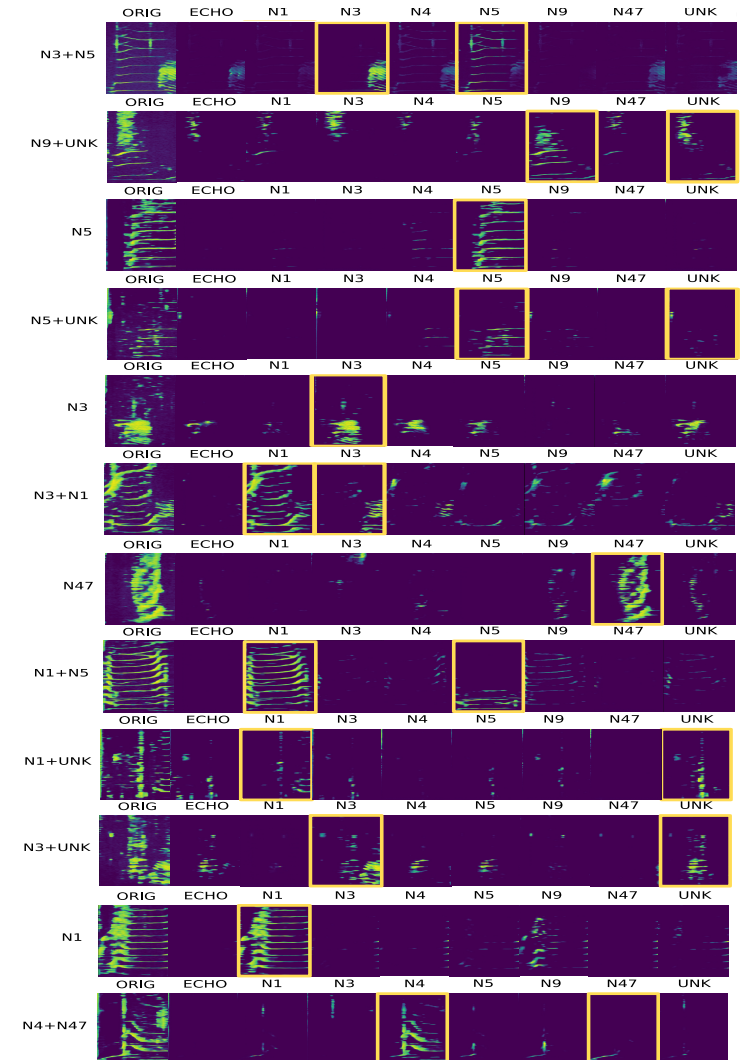 ORIG ECHO N1 N3 N4 N5 N9 N47 UNK
N3+N5
ORIG ECHO N1 N3 N4 N5 N9 N47 UNK
N9+UNK
ORIG ECHO N1 N3 N4 N5 N9 N47 UNK
N5
ORIG ECHO N1 N3 N4 N5 N9 N47 UNK
N5+UNK
ORIG ECHO N1 N3 N4 N5 N9 N47 UNK
N3
ORIG ECHO N1 N3 N4 N5 N9 N47 UNK
N3+N1
ORIG ECHO N1 N3 N4 N5 N9 N47 UNK
N47
ORIG ECHO N1 N3 N4 N5 N9 N47 UNK
N1+N5
ORIG ECHO N1 N3 N4 N5 N9 N47 UNK
N1+UNK
ORIG ECHO N1 N3 N4 N5 N9 N47 UNK
N3+UNK
ORIG ECHO N1 N3 N4 N5 N9 N47 UNK
N1
ORIG ECHO N1 N3 N4 N5 N9 N47 UNK
N4+N47